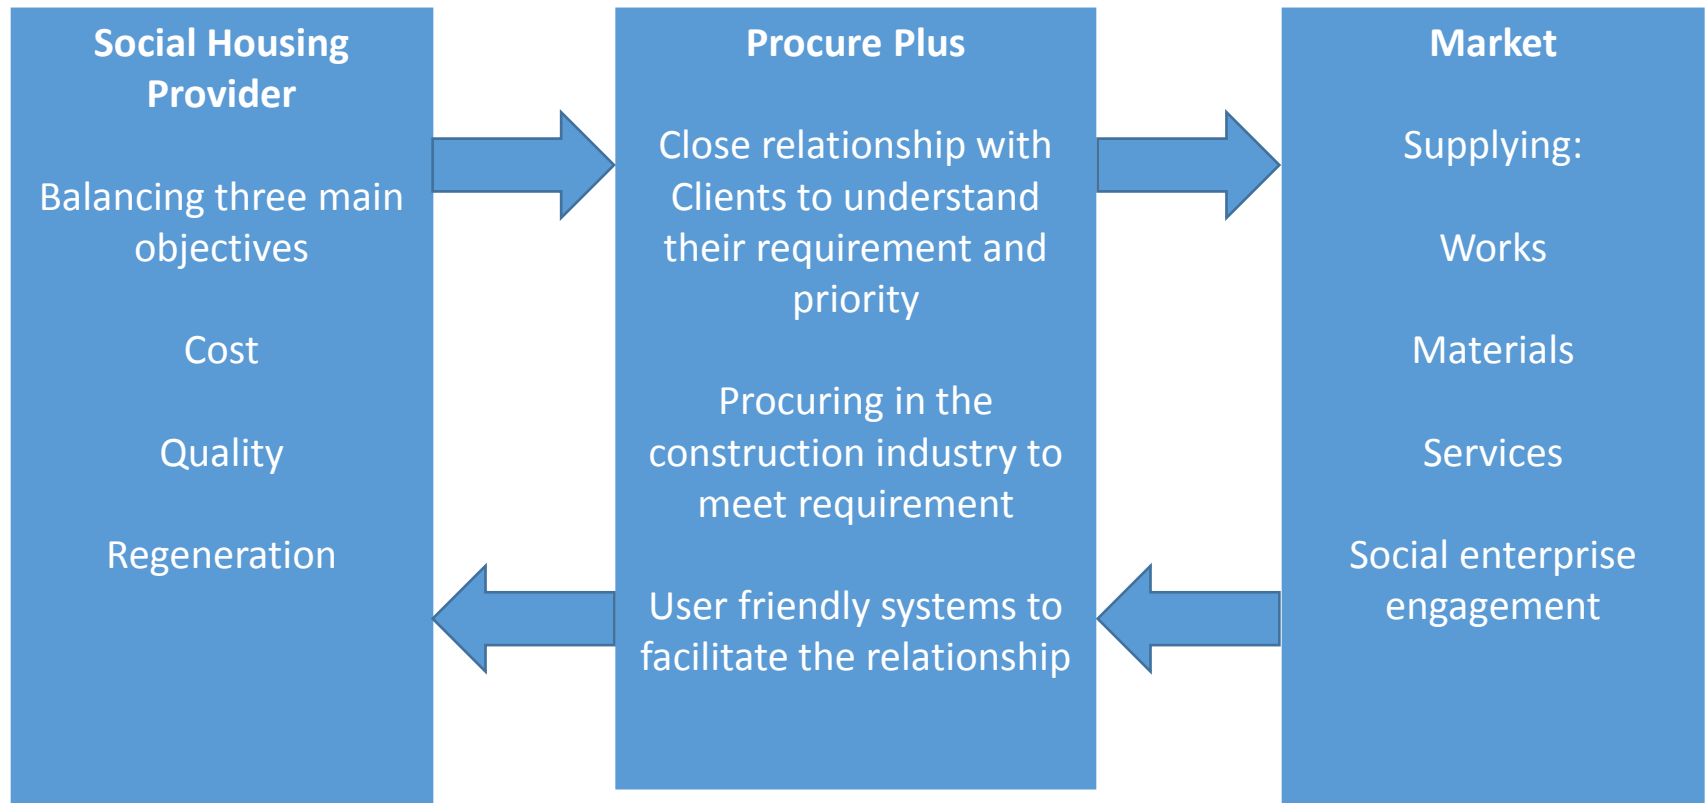 Social Housing
Provider
Balancing three main
objectives
Cost
Quality
Regeneration
Procure Plus
Close relationship with
Clients to understand
their requirement and
priority
Procuring in the
construction industry to
meet requirement
User friendly systems to
facilitate the relationship
Market
Supplying:
Works
Materials
Services
Social enterprise
engagement